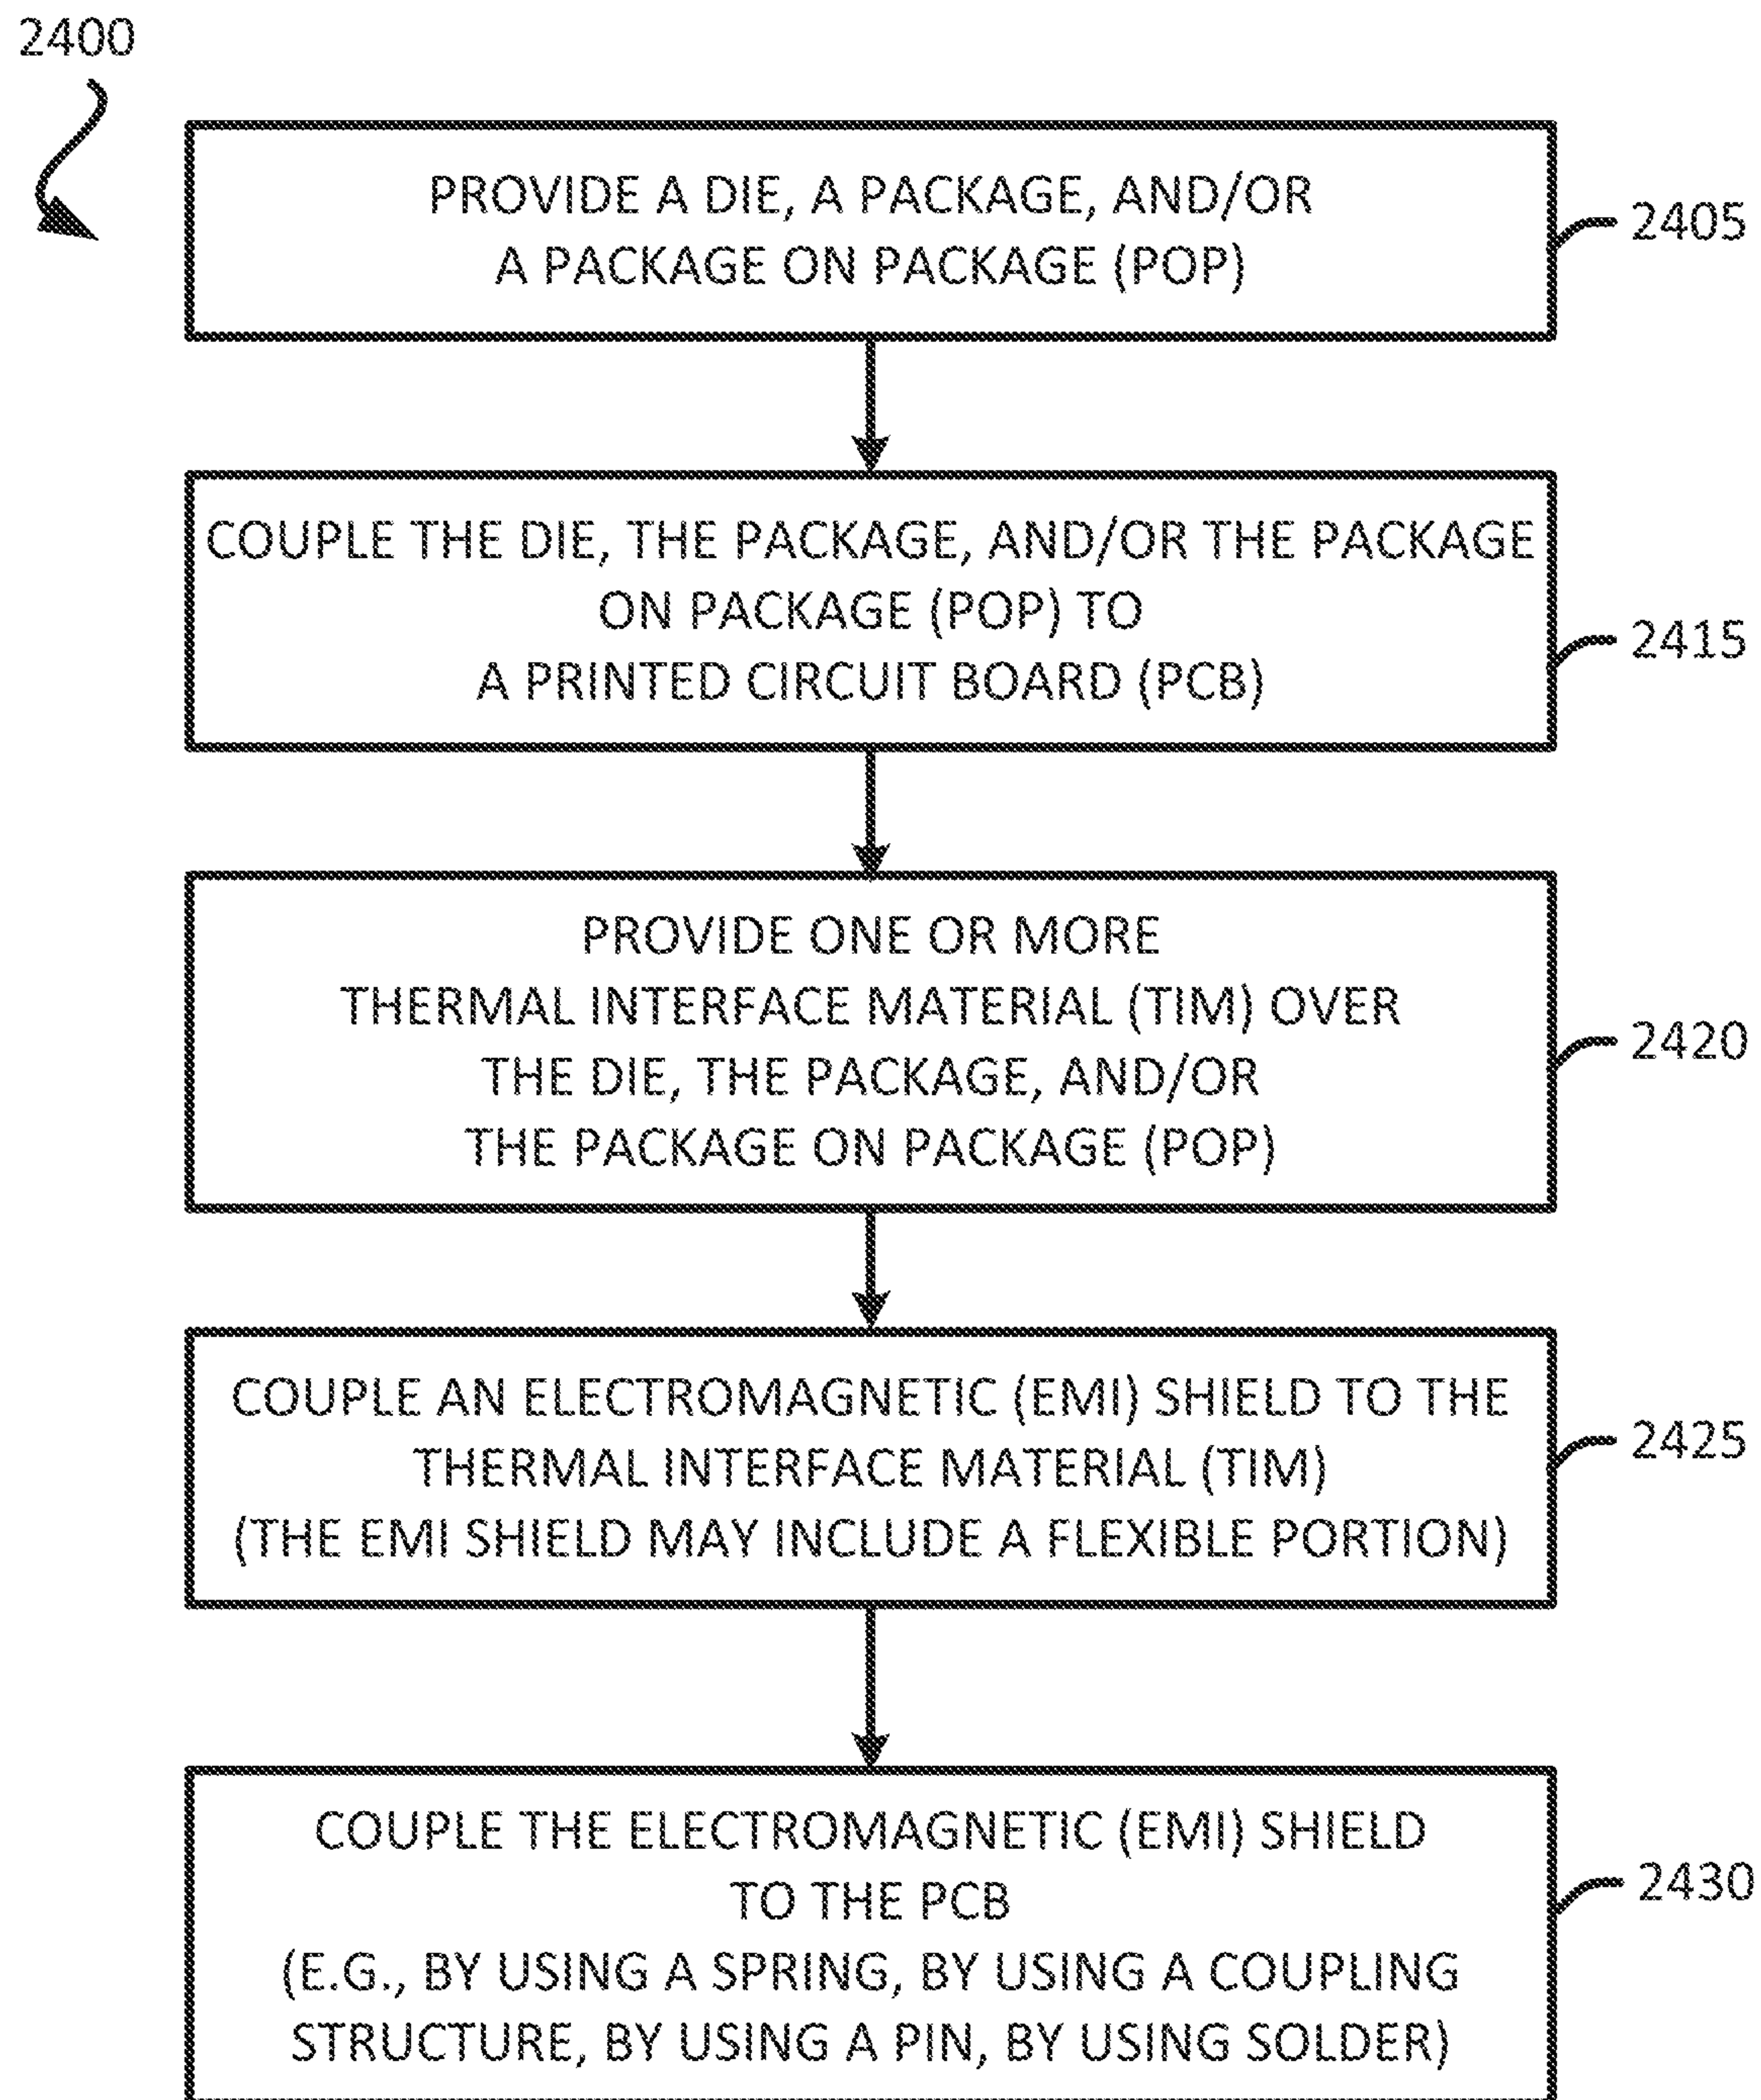 2400
PROVIDE A DIE, A PACKAGE, AND/OR
A PACKAGE ON PACKAGE (POP)
2405
COUPLE THE DIE, THE PACKAGE, AND/OR THE PACKAGE
ON PACKAGE (POP) TO
A PRINTED CIRCUIT BOARD (PCB)
2415
PROVIDE ONE OR MORE
THERMAL INTERFACE MATERIAL (TIM) OVER
THE DIE, THE PACKAGE, AND/OR
THE PACKAGE ON PACKAGE (POP)
2420
COUPLE AN ELECTROMAGNETIC (EMI) SHIELD TO THE
THERMAL INTERFACE MATERIAL (TIM)
(THE EMI SHIELD MAY INCLUDE A FLEXIBLE PORTION)
2425
COUPLE THE ELECTROMAGNETIC (EMI) SHIELD
TO THE PCB
(E.G., BY USING A SPRING, BY USING A COUPLING
STRUCTURE, BY USING A PIN, BY USING SOLDER)
2430